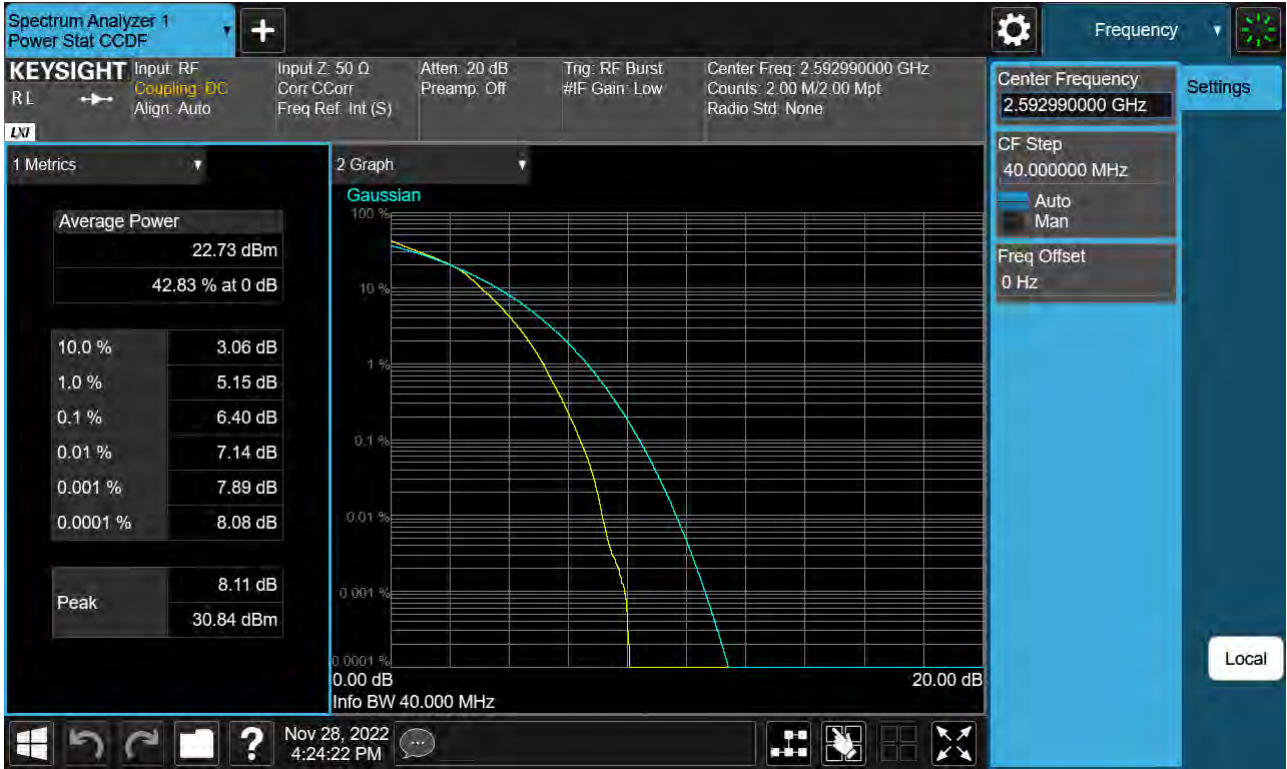 Spectrum Analyzer 1
Power Stat CCDF
+
Frequency
KEYSIGHT
R L
LXI
Input: RF
Coupling: DC
Align: Auto
Input Z: 50 Ω
Corr CCorr
Freq Ref: Int (S)
Atten: 20 dB
Preamp: Off
Trig: RF Burst
#IF Gain: Low
Center Freq: 2.592990000 GHz
Counts: 2.00 M/2.00 Mpt
Radio Std: None
Center Frequency
2.592990000 GHz
Settings
CF Step
40.000000 MHz
Auto
Man
Freq Offset
0 Hz
Local
1 Metrics
Average Power
22.73 dBm
42.83 % at 0 dB
10.0 % 3.06 dB
1.0 % 5.15 dB
0.1 % 6.40 dB
0.01 % 7.14 dB
0.001 % 7.89 dB
0.0001 % 8.08 dB
Peak
8.11 dB
30.84 dBm
2 Graph
Gaussian
100 %
10 %
1 %
0.1 %
0.01 %
0.001 %
0.0001 %
0.00 dB 20.00 dB
Info BW 40.000 MHz
?
Nov 28, 2022
4:24:22 PM